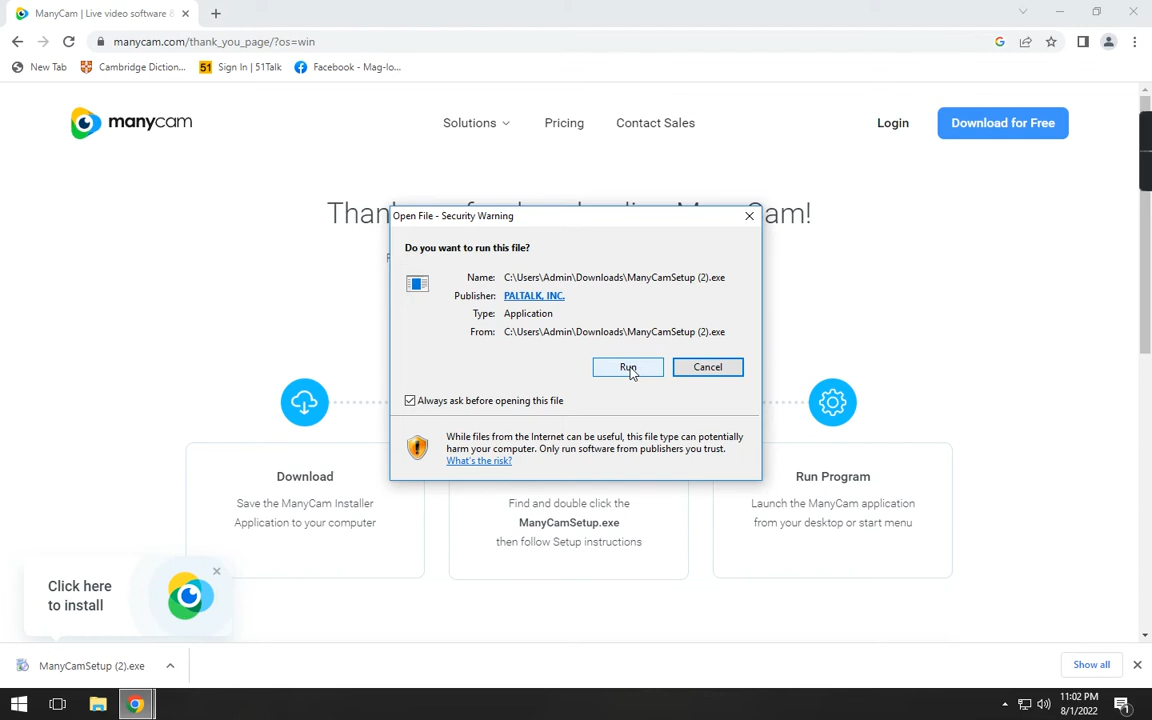 ManyCam | Live video software &
manycam.com/thank_you_page/?os=win
New Tab
Cambridge Diction...
51 Sign In | 51Talk
Facebook - Mag-lo...
manycam
Solutions
Pricing
Contact Sales
Login
Download for Free
Open File - Security Warning
Do you want to run this file?
Name: C:\Users\Admin\Downloads\ManyCamSetup (2).exe
Publisher: PALTALK, INC.
Type: Application
From: C:\Users\Admin\Downloads\ManyCamSetup (2).exe
Run
Cancel
Always ask before opening this file
While files from the Internet can be useful, this file type can potentially
harm your computer. Only run software from publishers you trust.
What's the risk?
Download
Save the ManyCam Installer
Application to your computer
Find and double click the
ManyCamSetup.exe
then follow Setup instructions
Run Program
Launch the ManyCam application
from your desktop or start menu
Click here
to install
ManyCamSetup (2).exe
Show all
11:02 PM
8/1/2022
1